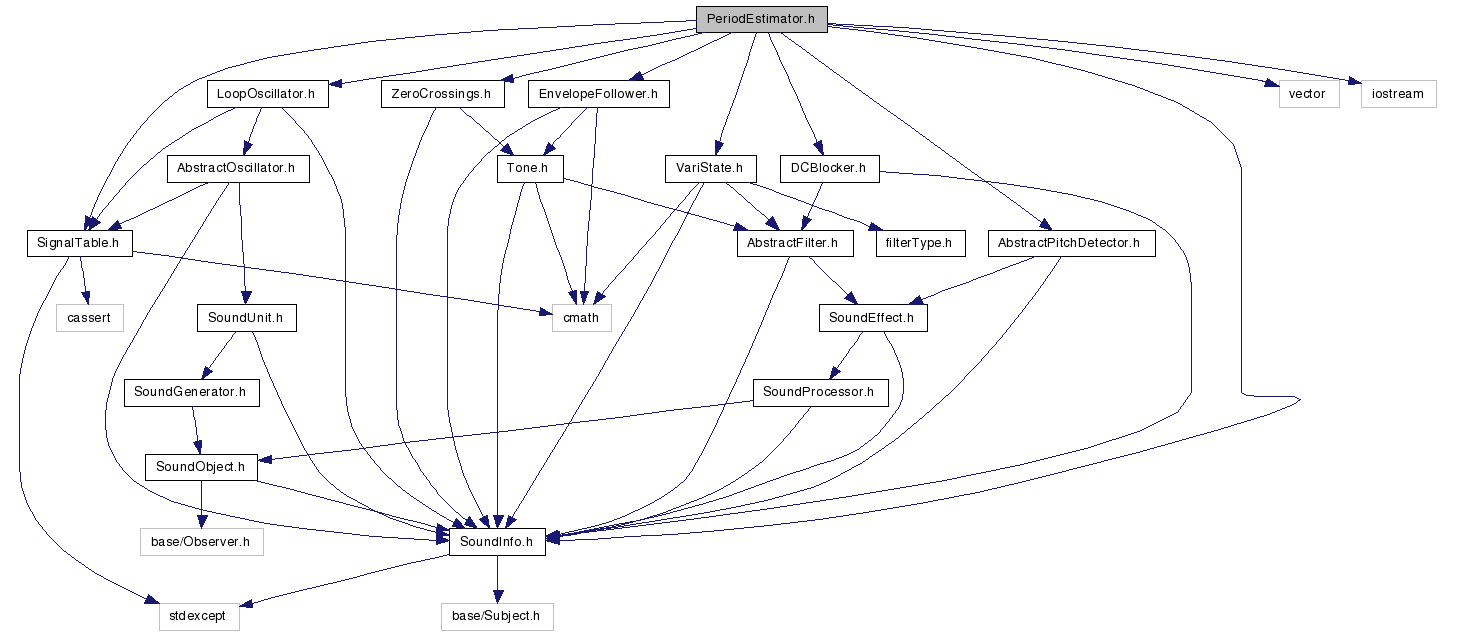 PeriodEstimator.h
LoopOscillator.h
ZeroCrossings.h
EnvelopeFollower.h
vector
iostream
AbstractOscillator.h
Tone.h
VariState.h
DCBlocker.h
SignalTable.h
AbstractFilter.h
filterType.h
AbstractPitchDetector.h
cassert
SoundUnit.h
cmath
SoundEffect.h
SoundGenerator.h
SoundProcessor.h
SoundObject.h
base/Observer.h
SoundInfo.h
stdexcept
base/Subject.h